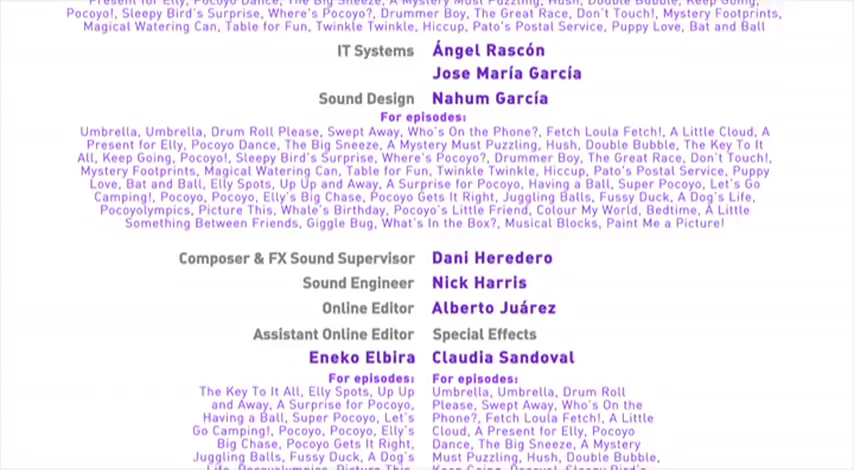 Present for Elly, Pocoyo Dance, The Big Sneeze, A Mystery Must Puzzling, Hush, Double Bubble, Keep Going,
Pocoyo!, Sleepy Bird's Surprise, Where's Pocoyo?, Drummer Boy, The Great Race, Don't Touch!, Mystery Footprints,
Magical Watering Can, Table for Fun, Twinkle Twinkle, Hiccup, Pato's Postal Service, Puppy Love, Bat and Ball
IT Systems Ángel Rascón
Jose María García
Sound Design Nahum García
For episodes:
Umbrella, Umbrella, Drum Roll Please, Swept Away, Who's On the Phone?, Fetch Loula Fetch!, A Little Cloud, A
Present for Elly, Pocoyo Dance, The Big Sneeze, A Mystery Must Puzzling, Hush, Double Bubble, The Key To It
All, Keep Going, Pocoyo!, Sleepy Bird's Surprise, Where's Pocoyo?, Drummer Boy, The Great Race, Don't Touch!,
Mystery Footprints, Magical Watering Can, Table for Fun, Twinkle Twinkle, Hiccup, Pato's Postal Service, Puppy
Love, Bat and Ball, Elly Spots, Up Up and Away, A Surprise for Pocoyo, Having a Ball, Super Pocoyo, Let's Go
Camping!, Pocoyo, Pocoyo, Elly's Big Chase, Pocoyo Gets It Right, Juggling Balls, Fussy Duck, A Dog's Life,
Pocoyolympics, Picture This, Whale's Birthday, Pocoyo's Little Friend, Colour My World, Bedtime, A Little
Something Between Friends, Giggle Bug, What's In the Box?, Musical Blocks, Paint Me a Picture!
Composer & FX Sound Supervisor Dani Heredero
Sound Engineer Nick Harris
Online Editor Alberto Juárez
Assistant Online Editor Special Effects
Eneko Elbira Claudia Sandoval
For episodes: For episodes:
The Key To It All, Elly Spots, Up Up
and Away, A Surprise for Pocoyo,
Having a Ball, Super Pocoyo, Let's
Go Camping!, Pocoyo, Pocoyo, Elly's
Big Chase, Pocoyo Gets It Right,
Juggling Balls, Fussy Duck, A Dog's
Life, Pocoyolympics, Picture This,
Umbrella, Umbrella, Drum Roll
Please, Swept Away, Who's On the
Phone?, Fetch Loula Fetch!, A Little
Cloud, A Present for Elly, Pocoyo
Dance, The Big Sneeze, A Mystery
Must Puzzling, Hush, Double Bubble,
Keep Going, Pocoyo!, Sleepy Bird's